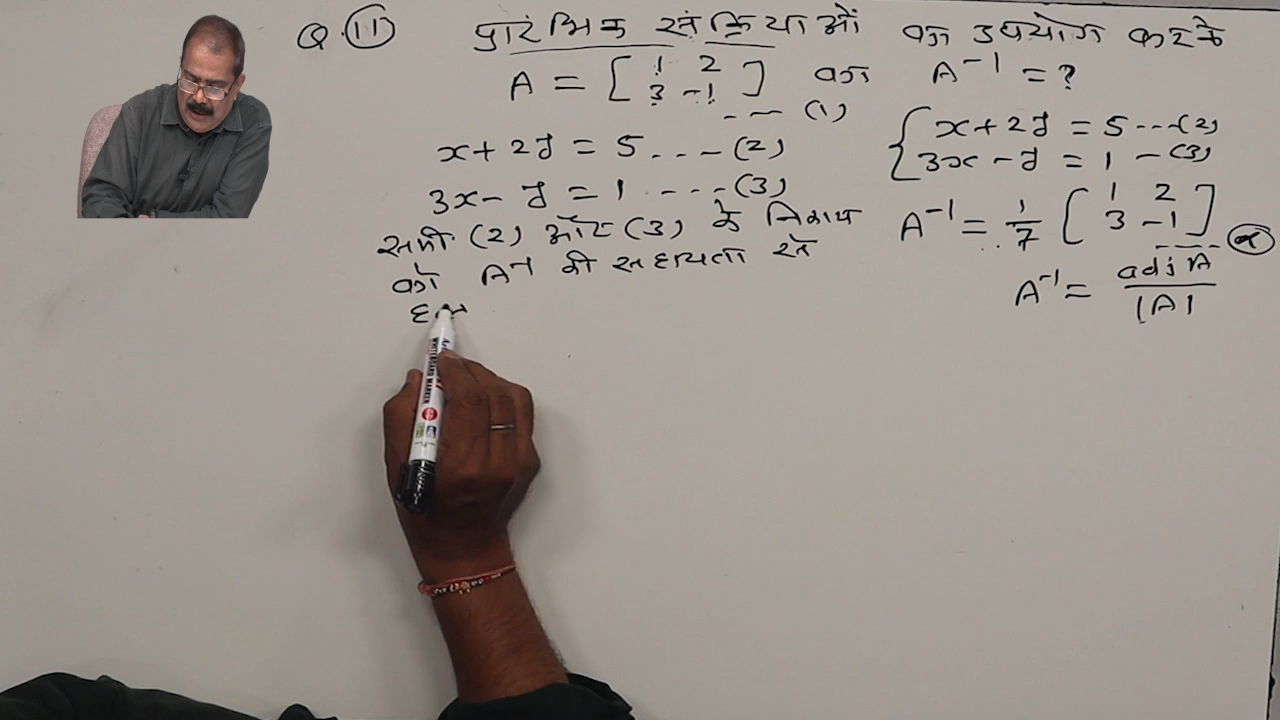 Q. 11 प्रारंभिक संक्रियाओं का उपयोग करके
A = [ 1 2 3 -1 ] का A⁻¹ = ?
--- (1)
x + 2y = 5 ... - (2)
3x - y = 1 --- (3)
समी. (2) और (3) के निकाय
को A⁻¹ की सहायता से
हल
x + 2y = 5 --- (2)
3x - y = 1 - (3)
A⁻¹ = 1/7 [ 1 2 3 -1 ]
A⁻¹ = adj A / |A|